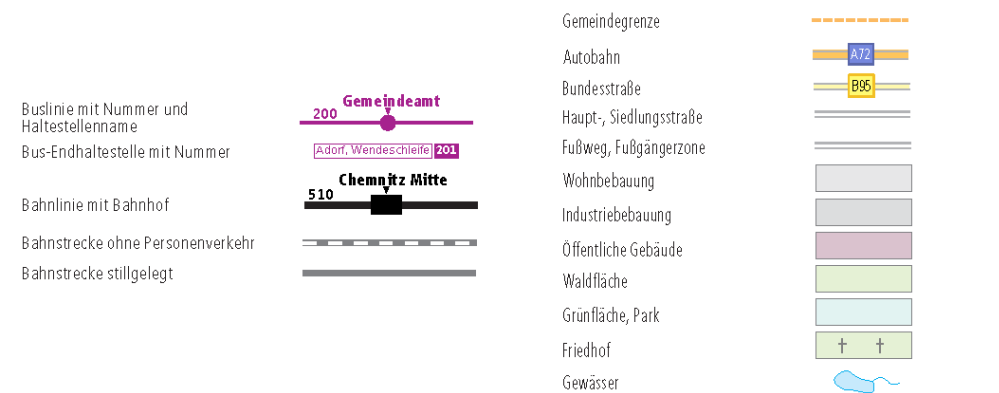 Buslinie mit Nummer und
Haltestellenname
200
Gemeindeamt
Bus-Endhaltestelle mit Nummer
Adorf, Wendeschleife 201
Bahnlinie mit Bahnhof
510
Chemnitz Mitte
Bahnstrecke ohne Personenverkehr
Bahnstrecke stillgelegt
Gemeindegrenze
Autobahn
A72
Bundesstraße
B95
Haupt-, Siedlungsstraße
Fußweg, Fußgängerzone
Wohnbebauung
Industriebebauung
Öffentliche Gebäude
Waldfläche
Grünfläche, Park
Friedhof
Gewässer